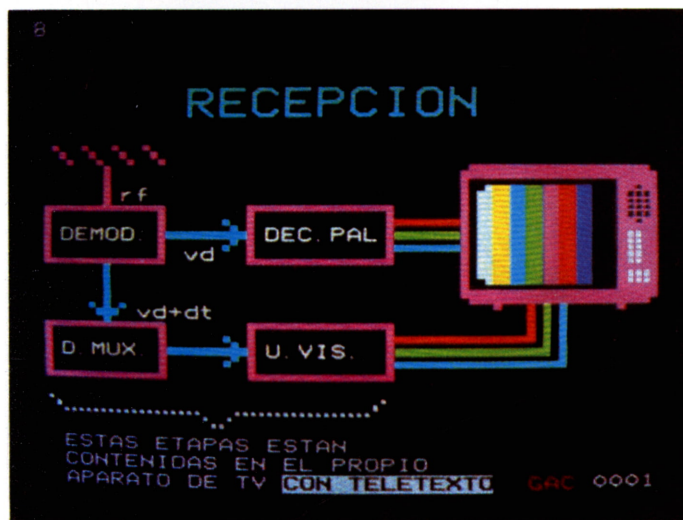 8
RECEPCION
rf
DEMOD.
vd
DEC. PAL
vd+dt
D. MUX.
U. VIS.
ESTAS ETAPAS ESTAN
CONTENIDAS EN EL PROPIO
APARATO DE TV CON TELETEXTO GAC 0001